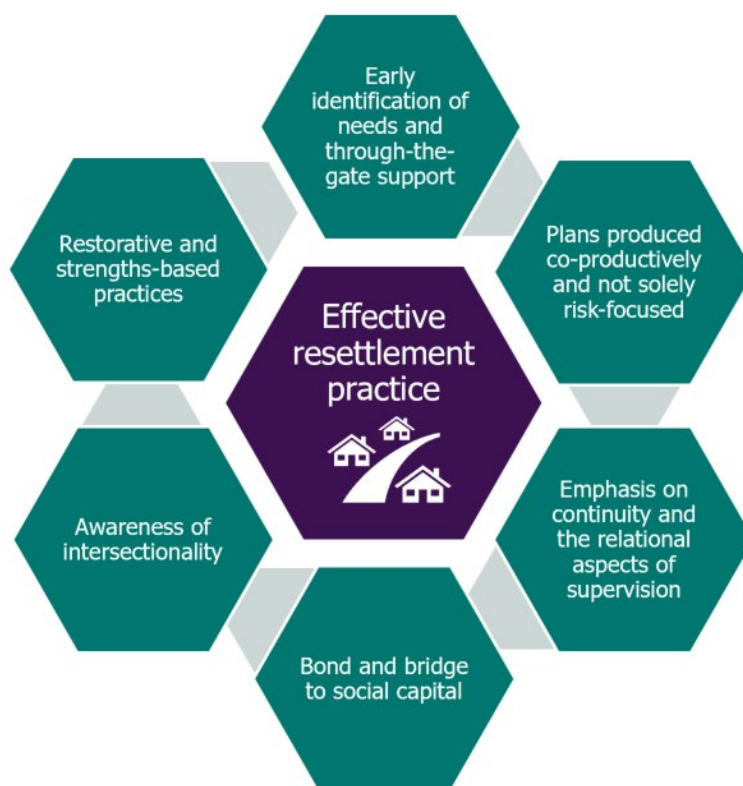 Early
identification of
needs and
through-the-
gate support
Plans produced
co-productively
and not solely
risk-focused
Emphasis on
continuity and
the relational
aspects of
supervision
Bond and bridge
to social capital
Awareness of
intersectionality
Restorative and
strengths-based
practices
Effective
resettlement
practice